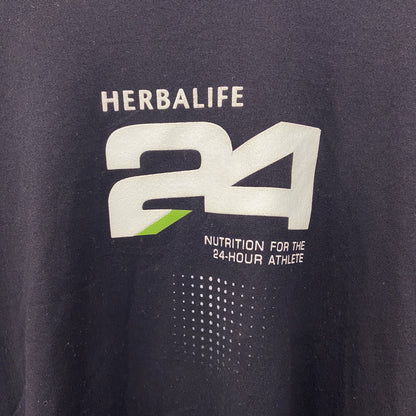 HERBALIFE
24
NUTRITION FOR THE
24-HOUR ATHLETE